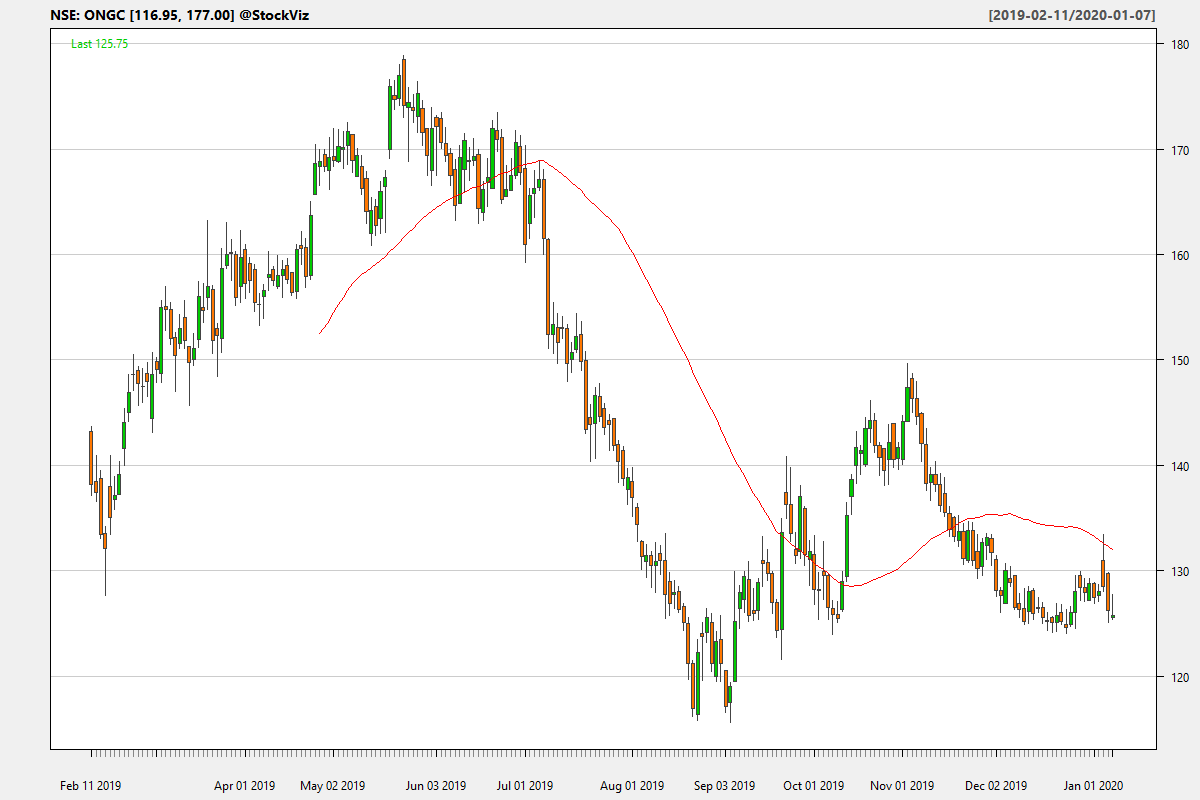 NSE: ONGC [116.95, 177.00] @StockViz [2019-02-11/2020-01-07]
Last 125.75
180
170
160
150
140
130
120
Feb 11 2019 Apr 01 2019 May 02 2019 Jun 03 2019 Jul 01 2019 Aug 01 2019 Sep 03 2019 Oct 01 2019 Nov 01 2019 Dec 02 2019 Jan 01 2020